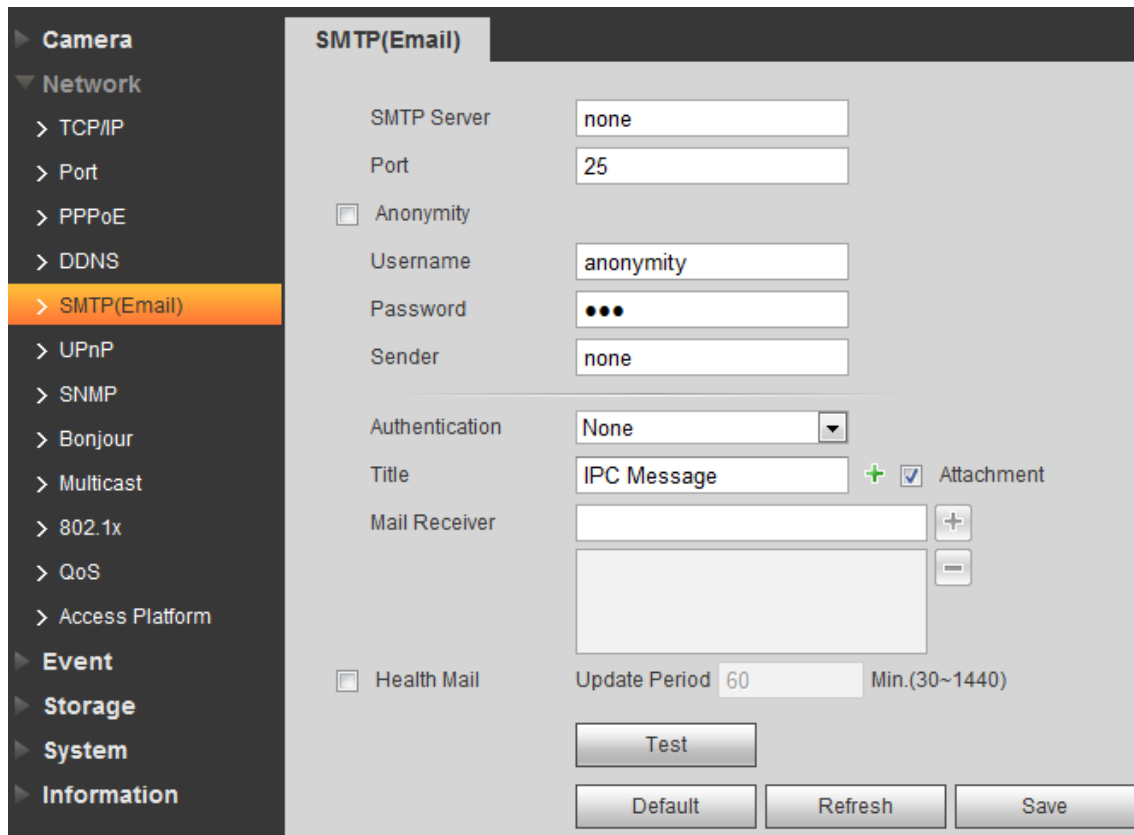 Camera
Network
TCP/IP
Port
PPPoE
DDNS
SMTP(Email)
UPnP
SNMP
Bonjour
Multicast
802.1x
QoS
Access Platform
Event
Storage
System
Information
SMTP(Email)
SMTP Server none
Port 25
Anonymity
Username anonymity
Password ●●●
Sender none
Authentication None
Title IPC Message + Attachment
Mail Receiver
Health Mail Update Period 60 Min.(30~1440)
Test
Default Refresh Save